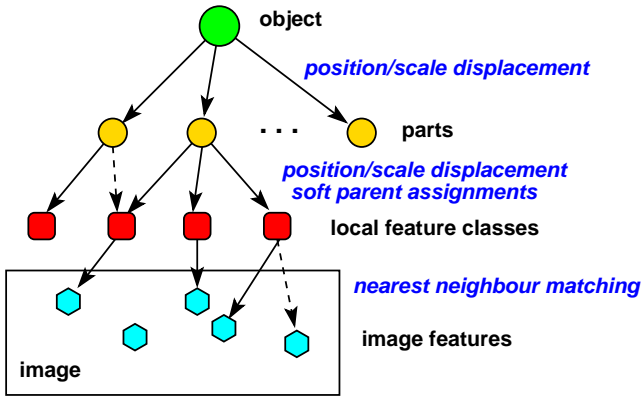 object
position/scale displacement
. . .
parts
position/scale displacement
soft parent assignments
local feature classes
nearest neighbour matching
image features
image